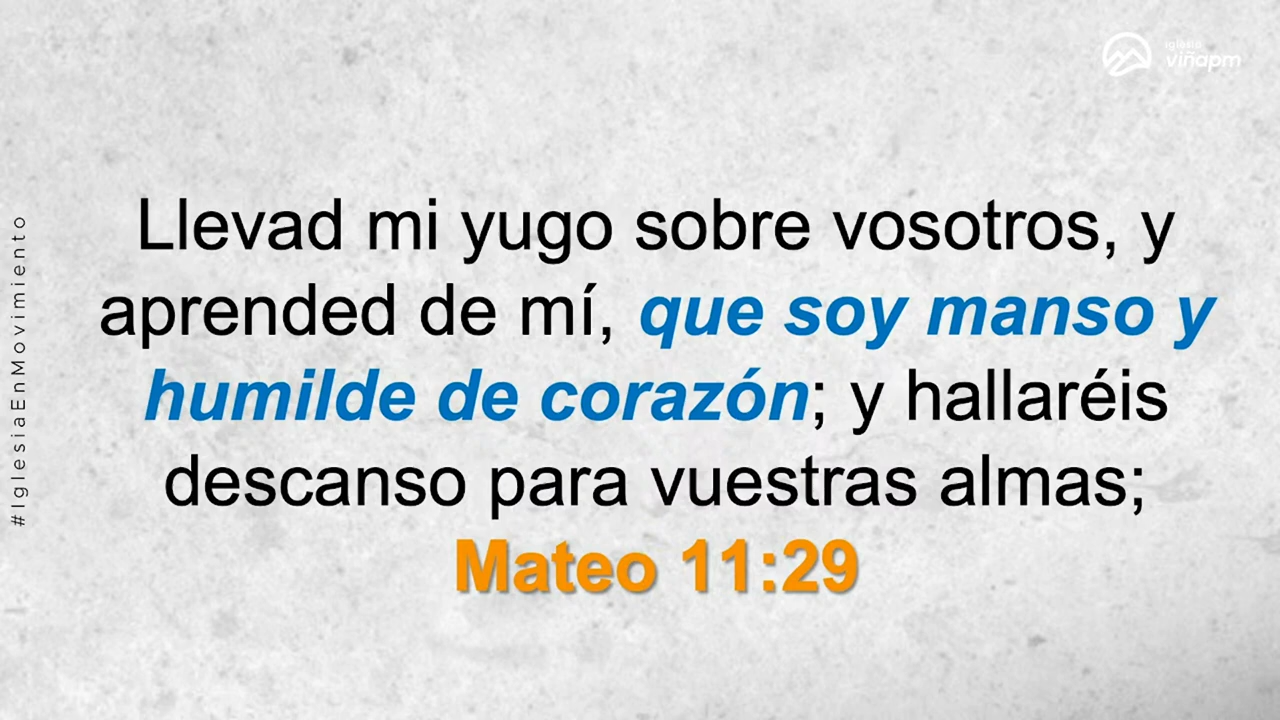 iglesia
viñapm
#IglesiaEnMovimiento
Llevad mi yugo sobre vosotros, y
aprended de mí, que soy manso y
humilde de corazón; y hallaréis
descanso para vuestras almas;
Mateo 11:29